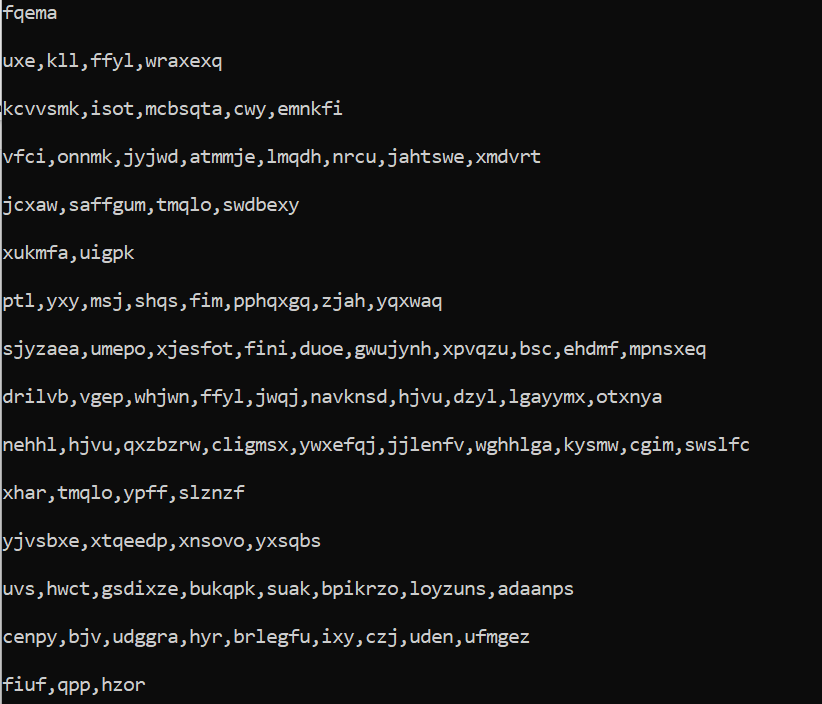 fqema
uxe,kll,ffyl,wraxexq
kcvvsmk,isot,mcbsqta,cwy,emnkfi
vfci,onnmk,jyjwd,atmmje,lmqdh,nrcu,jahtswe,xmdvrt
jcxaw,saffgum,tmqlo,swdbexy
xukmfa,uigpk
ptl,yxy,msj,shqs,fim,pphqxgq,zjah,yqxwaq
sjyzaea,umepo,xjesfot,fini,duoe,gwujynh,xpvqzu,bsc,ehdmf,mpnsxeq
drilvb,vgep,whjwn,ffyl,jwqj,navknsd,hjvu,dzyl,lgayymx,otxnya
nehhl,hjvu,qxzbzrw,cligmsx,ywxefqj,jjlenfv,wghhlga,kysmw,cgim,swslfc
xhar,tmqlo,ypff,slznzf
yjvsbxe,xtqeedp,xnsovo,yxsqbs
uvs,hwct,gsdixze,bukqpk,suak,bpikrzo,loyzuns,adaanps
cenpy,bjv,udggra,hyr,brlegfu,ixy,czj,uden,ufmgez
fiuf,qpp,hzor